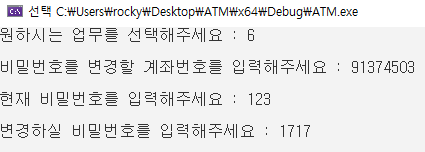 선택 C:₩Users₩rocky₩Desktop₩ATM₩x64₩Debug₩ATM.exe
원하시는 업무를 선택해주세요 : 6
비밀번호를 변경할 계좌번호를 입력해주세요 : 91374503
현재 비밀번호를 입력해주세요 : 123
변경하실 비밀번호를 입력해주세요 : 1717